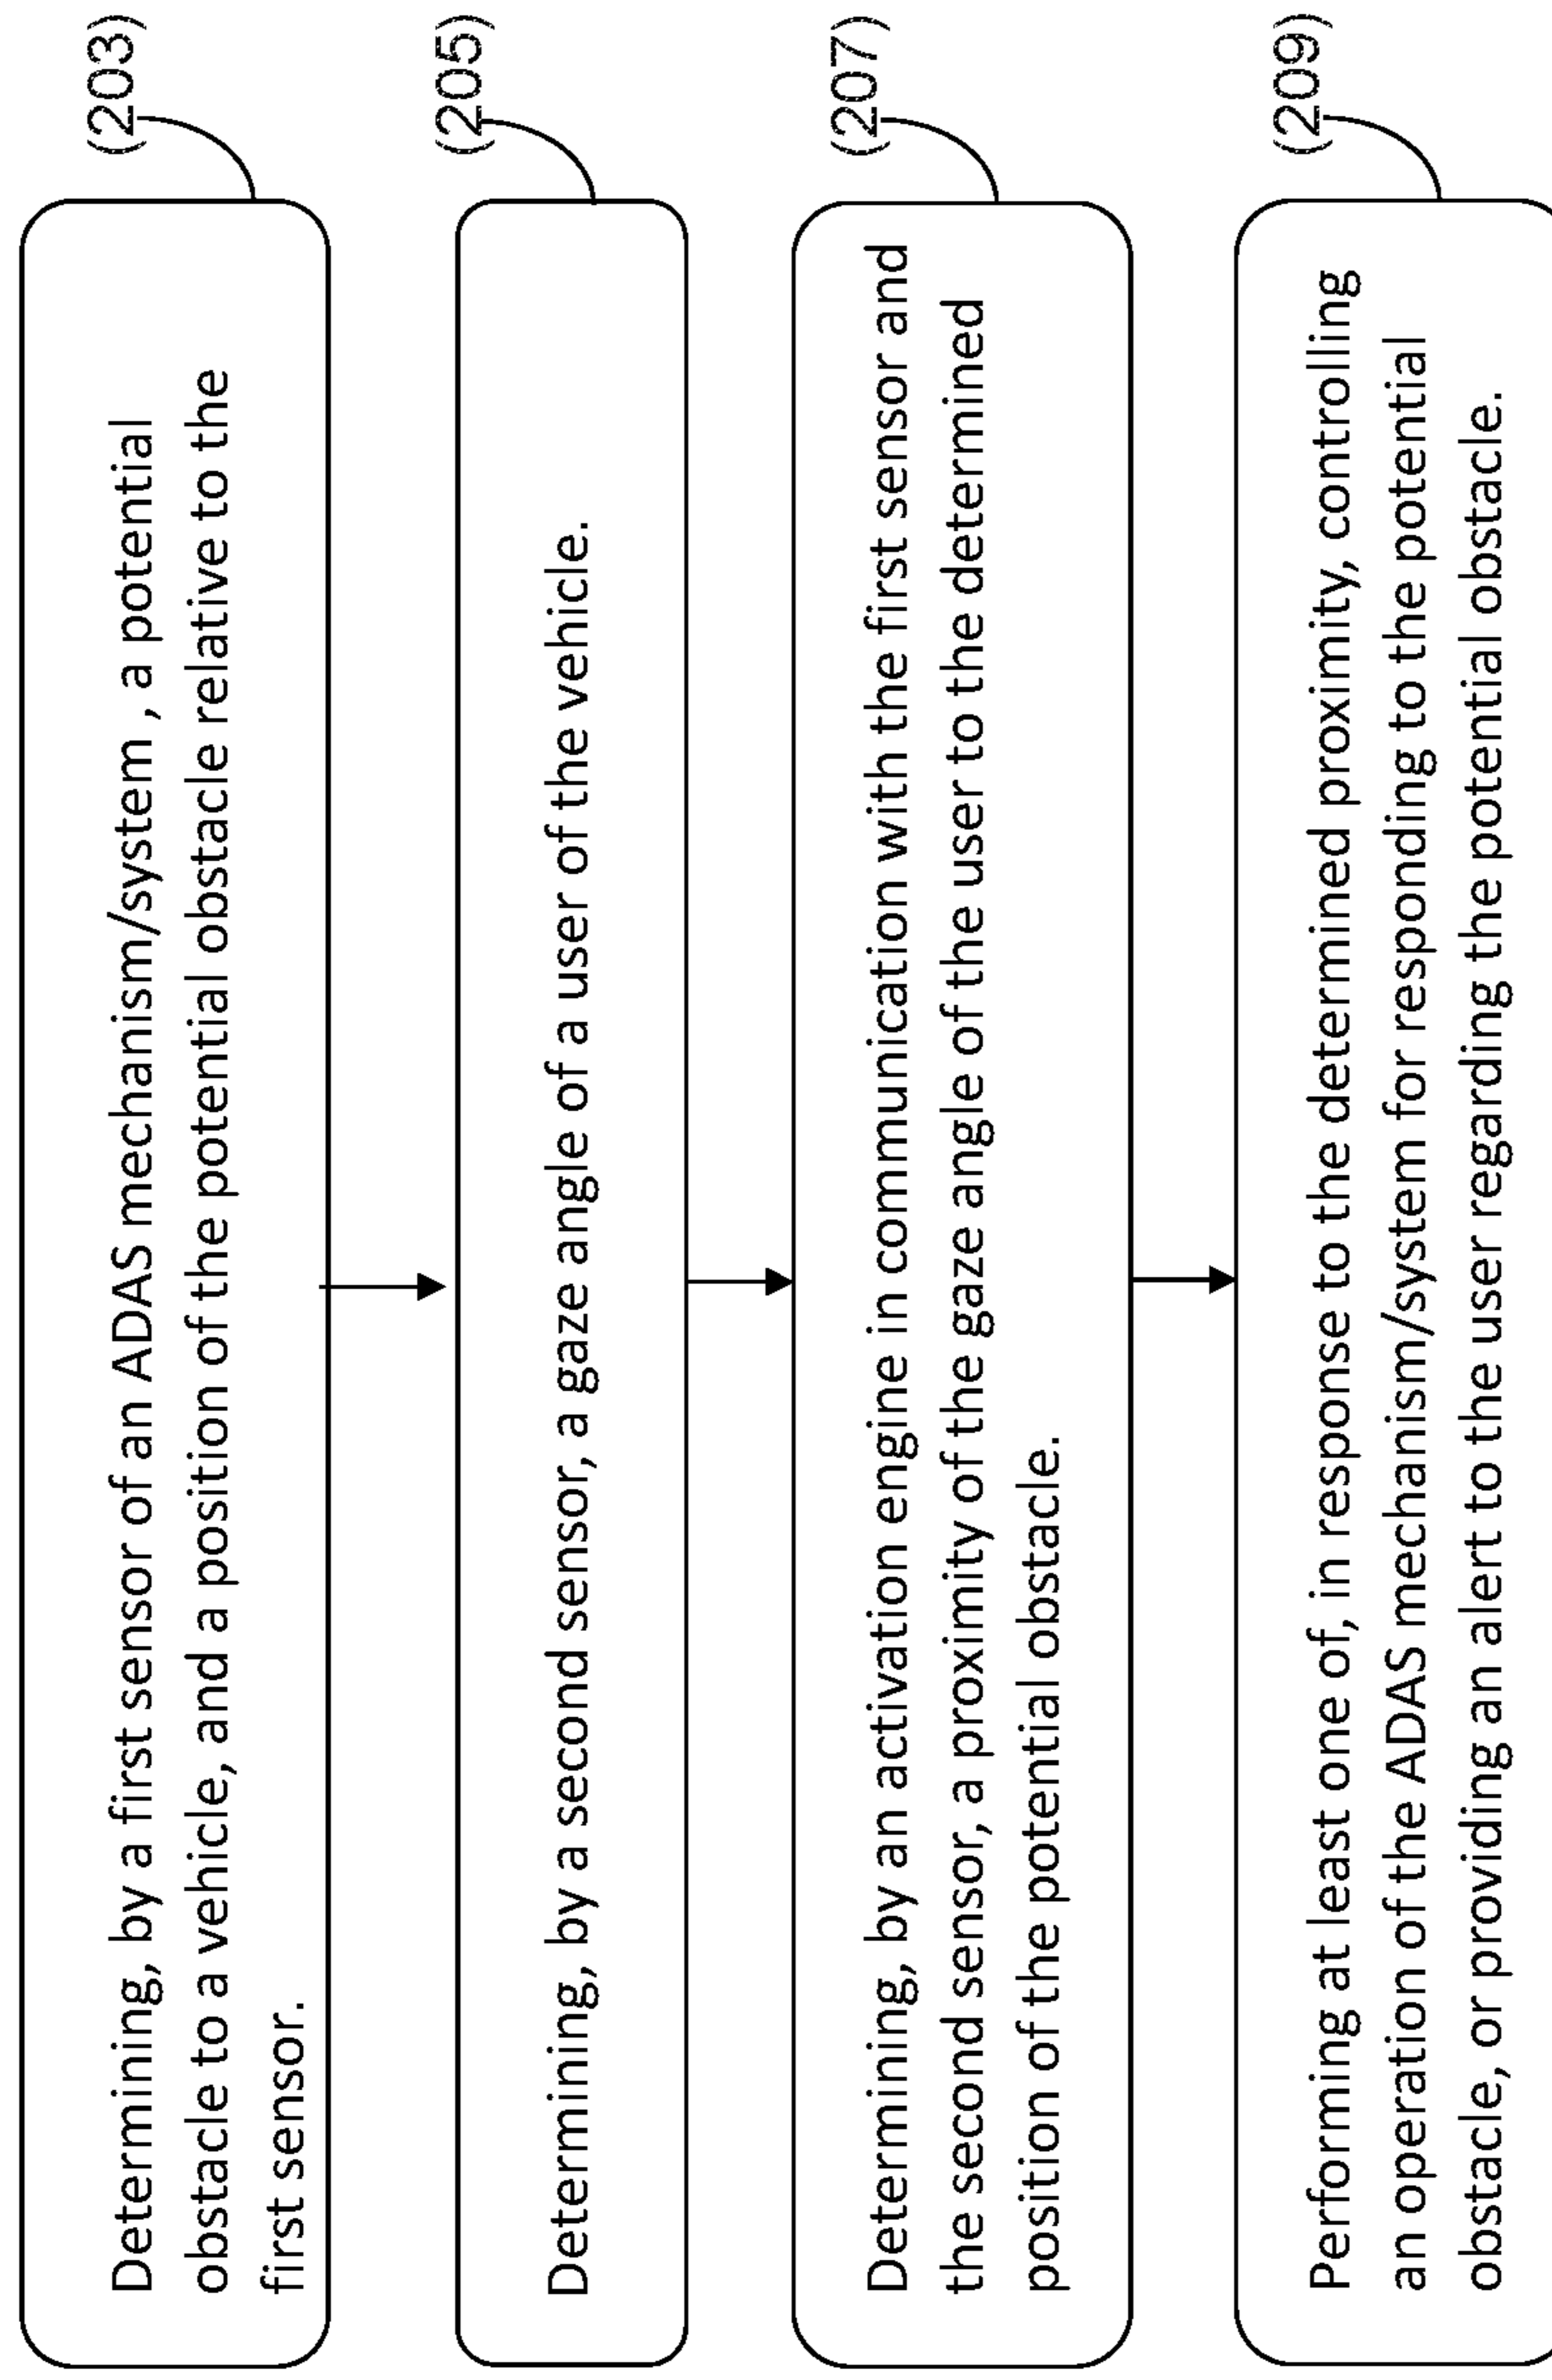 Determining, by a first sensor of an ADAS mechanism/system , a potential
obstacle to a vehicle, and a position of the potential obstacle relative to the
first sensor.
(203)
Determining, by a second sensor, a gaze angle of a user of the vehicle.
(205)
Determining, by an activation engine in communication with the first sensor and
the second sensor, a proximity of the gaze angle of the user to the determined
position of the potential obstacle.
(207)
Performing at least one of, in response to the determined proximity, controlling
an operation of the ADAS mechanism/system for responding to the potential
obstacle, or providing an alert to the user regarding the potential obstacle.
(209)